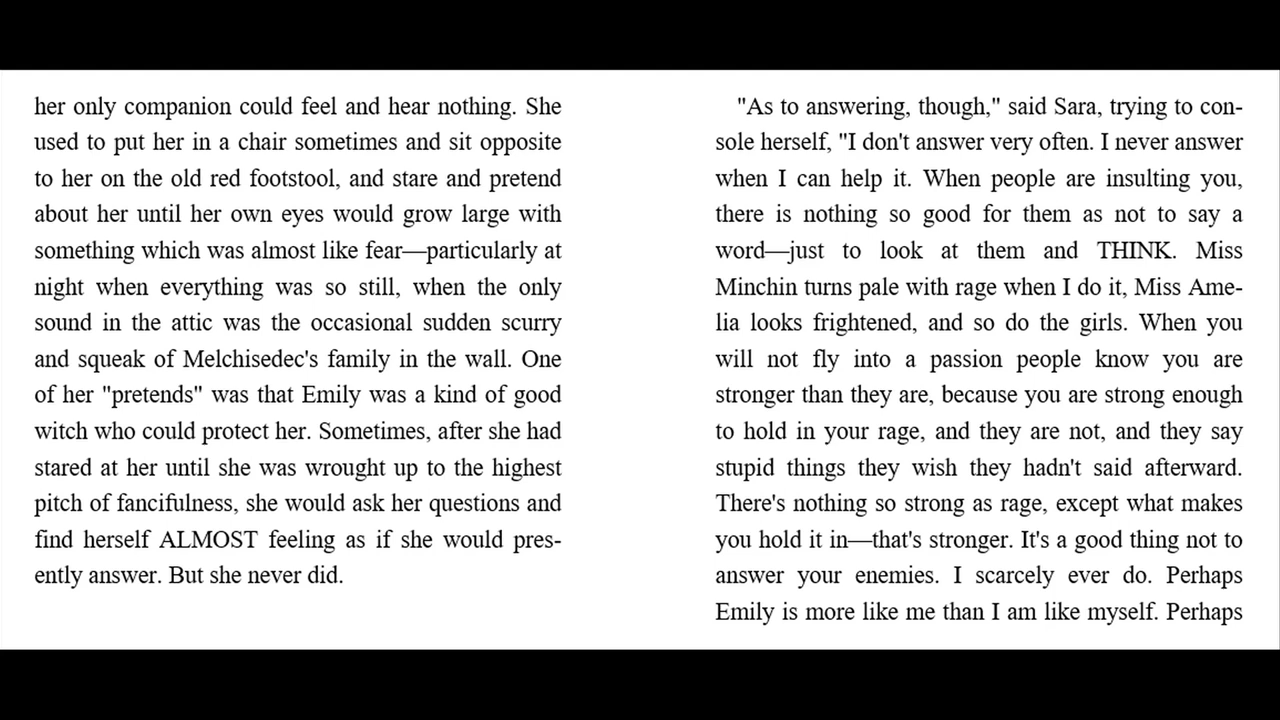 her only companion could feel and hear nothing. She
used to put her in a chair sometimes and sit opposite
to her on the old red footstool, and stare and pretend
about her until her own eyes would grow large with
something which was almost like fear—particularly at
night when everything was so still, when the only
sound in the attic was the occasional sudden scurry
and squeak of Melchisedec's family in the wall. One
of her "pretends" was that Emily was a kind of good
witch who could protect her. Sometimes, after she had
stared at her until she was wrought up to the highest
pitch of fancifulness, she would ask her questions and
find herself ALMOST feeling as if she would pres-
ently answer. But she never did.
"As to answering, though," said Sara, trying to con-
sole herself, "I don't answer very often. I never answer
when I can help it. When people are insulting you,
there is nothing so good for them as not to say a
word—just to look at them and THINK. Miss
Minchin turns pale with rage when I do it, Miss Ame-
lia looks frightened, and so do the girls. When you
will not fly into a passion people know you are
stronger than they are, because you are strong enough
to hold in your rage, and they are not, and they say
stupid things they wish they hadn't said afterward.
There's nothing so strong as rage, except what makes
you hold it in—that's stronger. It's a good thing not to
answer your enemies. I scarcely ever do. Perhaps
Emily is more like me than I am like myself. Perhaps